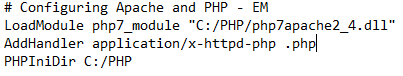 # Configuring Apache and PHP - EM
LoadModule php7_module "C:/PHP/php7apache2_4.dll"
AddHandler application/x-httpd-php .php
PHPIniDir C:/PHP